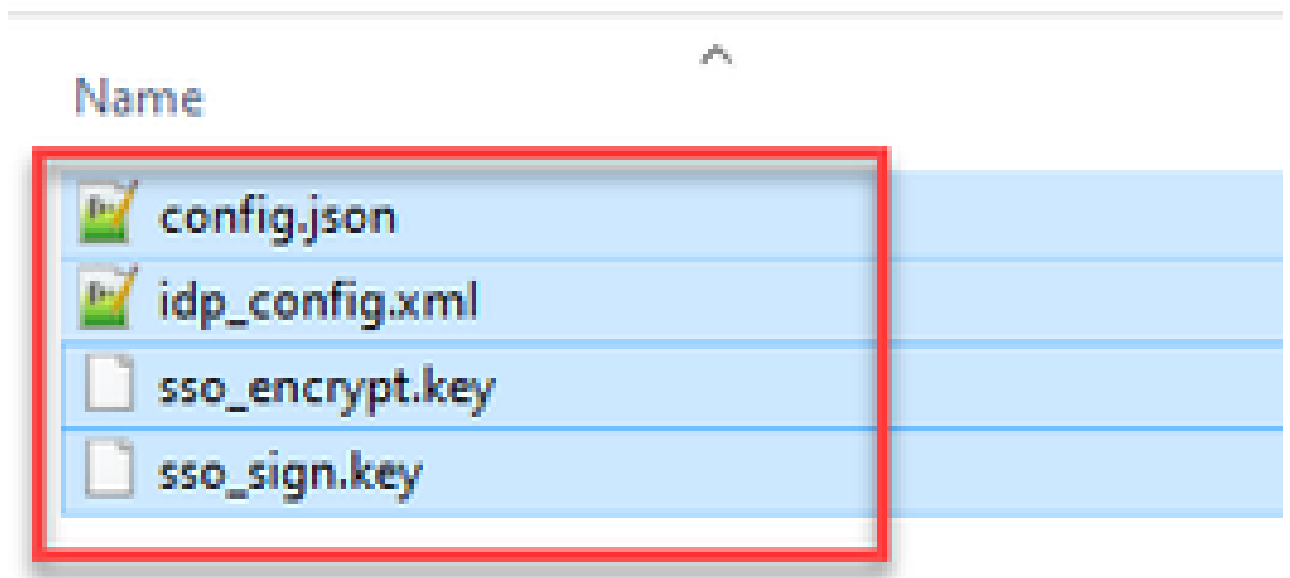 Name
config.json
idp_config.xml
sso_encrypt.key
sso_sign.key